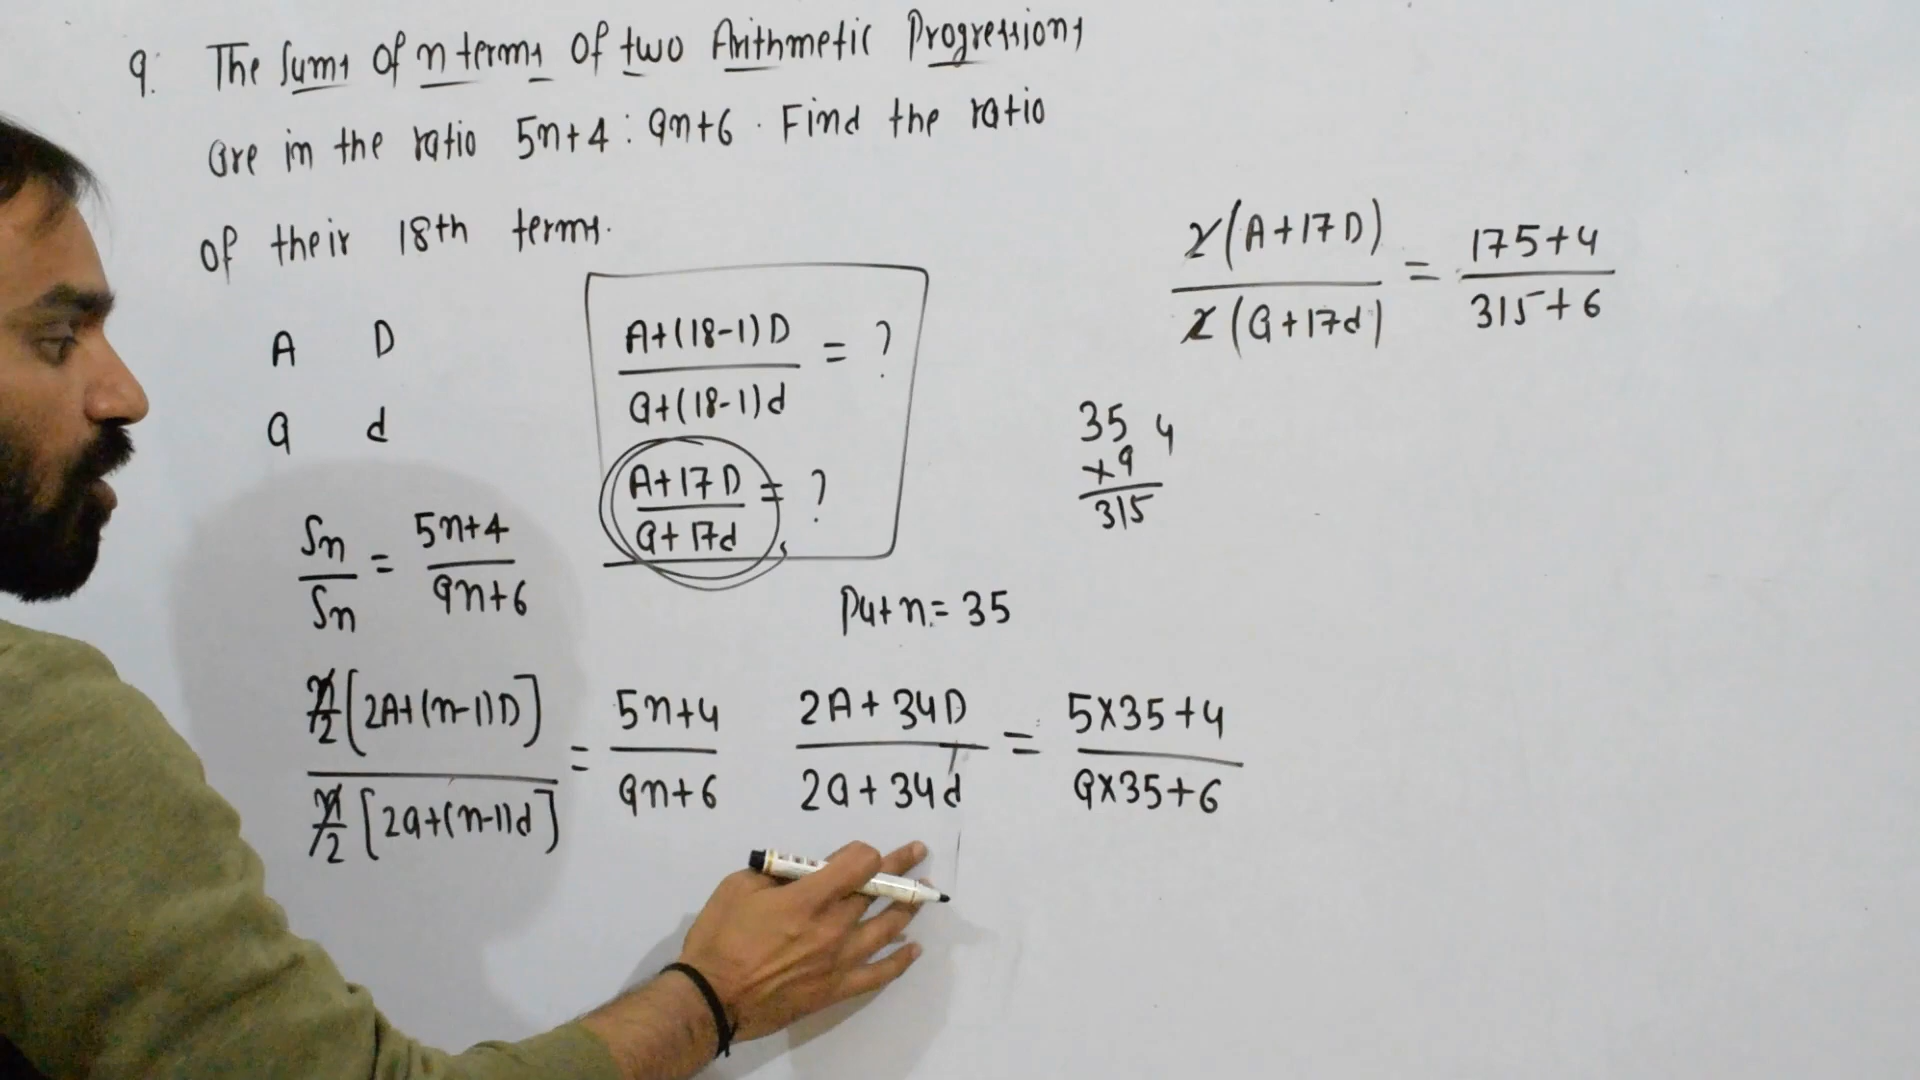 9. The Sums of n terms of two Arithmetic Progressions
are in the ratio 5n+4 : 9n+6 . Find the ratio
of their 18th terms.
A D
a d
A+(18-1)D / a+(18-1)d = ?
A+17D / a+17d = ?
Sn / Sn = 5n+4 / 9n+6
n/2 [2A+(n-1)D] / n/2 [2a+(n-1)d] = 5n+4 / 9n+6
Put n = 35
2A+34D / 2a+34d = 5×35+4 / 9×35+6
2(A+17D) / 2(a+17d) = 175+4 / 315+6
35 4
×9
315